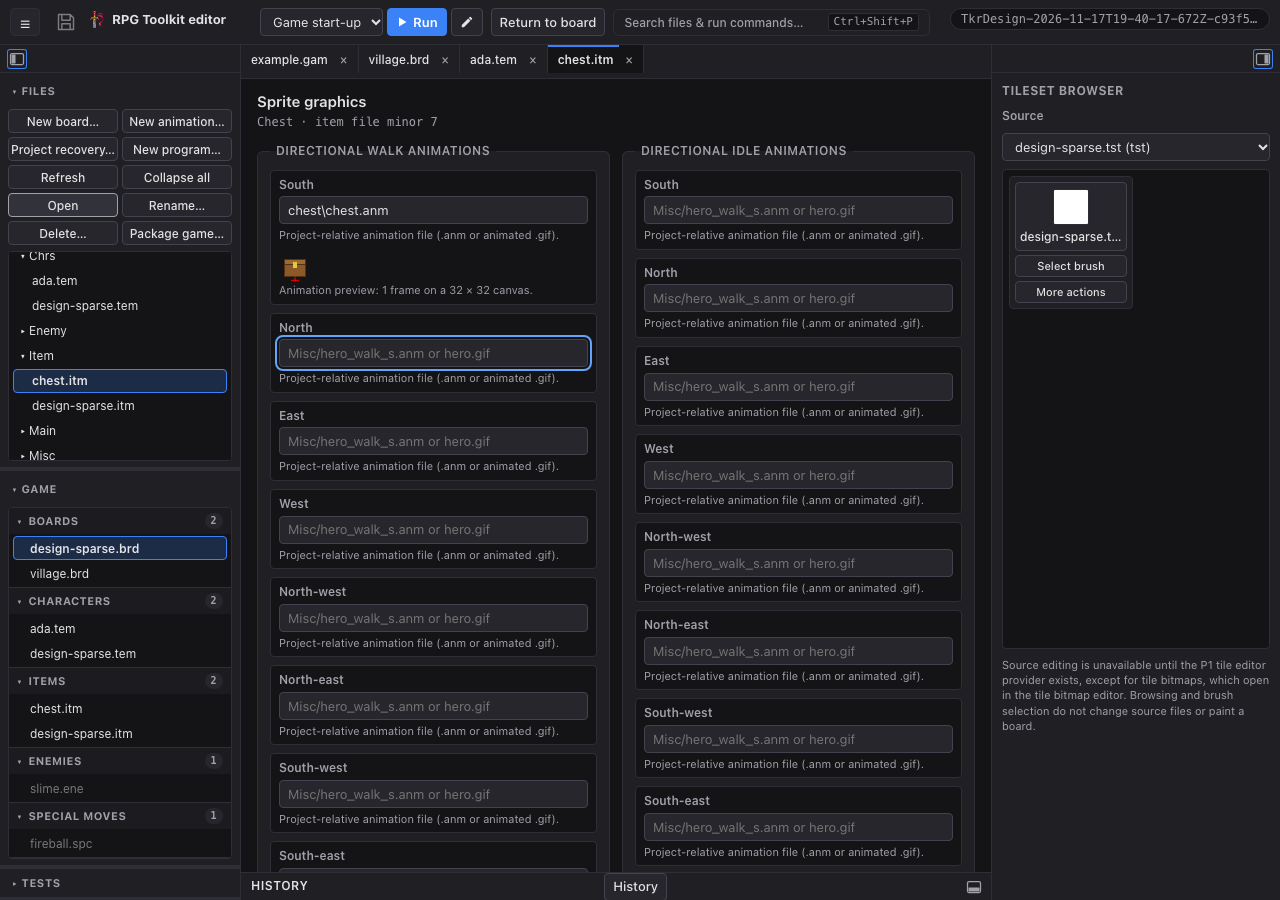 RPG Toolkit editor
Game start-up
Run
Return to board
Search files & run commands...
Ctrl+Shift+P
TkrDesign-2026-11-17T19-40-17-672Z-c93f5…
FILES
New board...
New animation...
Project recovery...
New program...
Refresh
Collapse all
Open
Rename...
Delete...
Package game...
Chrs
ada.tem
design-sparse.tem
Enemy
Item
chest.itm
design-sparse.itm
Main
Misc
GAME
BOARDS 2
design-sparse.brd
village.brd
CHARACTERS 2
ada.tem
design-sparse.tem
ITEMS 2
chest.itm
design-sparse.itm
ENEMIES 1
slime.ene
SPECIAL MOVES 1
fireball.spc
TESTS
example.gam ×
village.brd ×
ada.tem ×
chest.itm ×
Sprite graphics
Chest · item file minor 7
DIRECTIONAL WALK ANIMATIONS
South
chest\chest.anm
Project-relative animation file (.anm or animated .gif).
Animation preview: 1 frame on a 32 × 32 canvas.
North
Misc/hero_walk_s.anm or hero.gif
Project-relative animation file (.anm or animated .gif).
East
Misc/hero_walk_s.anm or hero.gif
Project-relative animation file (.anm or animated .gif).
West
Misc/hero_walk_s.anm or hero.gif
Project-relative animation file (.anm or animated .gif).
North-west
Misc/hero_walk_s.anm or hero.gif
Project-relative animation file (.anm or animated .gif).
North-east
Misc/hero_walk_s.anm or hero.gif
Project-relative animation file (.anm or animated .gif).
South-west
Misc/hero_walk_s.anm or hero.gif
Project-relative animation file (.anm or animated .gif).
South-east
DIRECTIONAL IDLE ANIMATIONS
South
Misc/hero_walk_s.anm or hero.gif
Project-relative animation file (.anm or animated .gif).
North
Misc/hero_walk_s.anm or hero.gif
Project-relative animation file (.anm or animated .gif).
East
Misc/hero_walk_s.anm or hero.gif
Project-relative animation file (.anm or animated .gif).
West
Misc/hero_walk_s.anm or hero.gif
Project-relative animation file (.anm or animated .gif).
North-west
Misc/hero_walk_s.anm or hero.gif
Project-relative animation file (.anm or animated .gif).
North-east
Misc/hero_walk_s.anm or hero.gif
Project-relative animation file (.anm or animated .gif).
South-west
Misc/hero_walk_s.anm or hero.gif
Project-relative animation file (.anm or animated .gif).
South-east
Misc/hero_walk_s.anm or hero.gif
Project-relative animation file (.anm or animated .gif).
HISTORY
History
TILESET BROWSER
Source
design-sparse.tst (tst)
design-sparse.t...
Select brush
More actions
Source editing is unavailable until the P1 tile editor
provider exists, except for tile bitmaps, which open
in the tile bitmap editor. Browsing and brush
selection do not change source files or paint a
board.